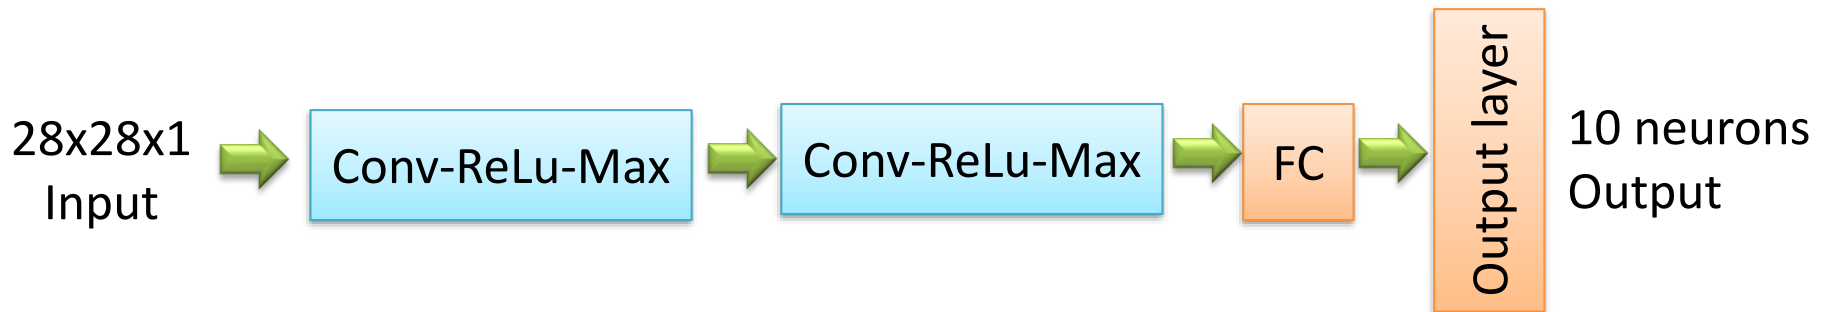 28x28x1
Input
Conv-ReLu-Max
Conv-ReLu-Max
FC
Output layer
10 neurons
Output